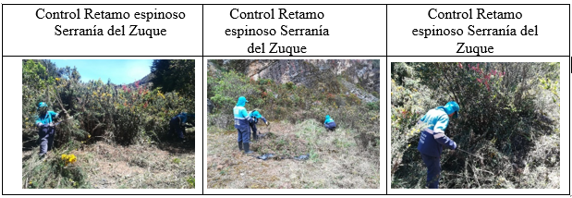 Control Retamo espinoso
Serranía del Zuque
Control Retamo
espinoso Serranía
del Zuque
Control Retamo
espinoso Serranía del
Zuque